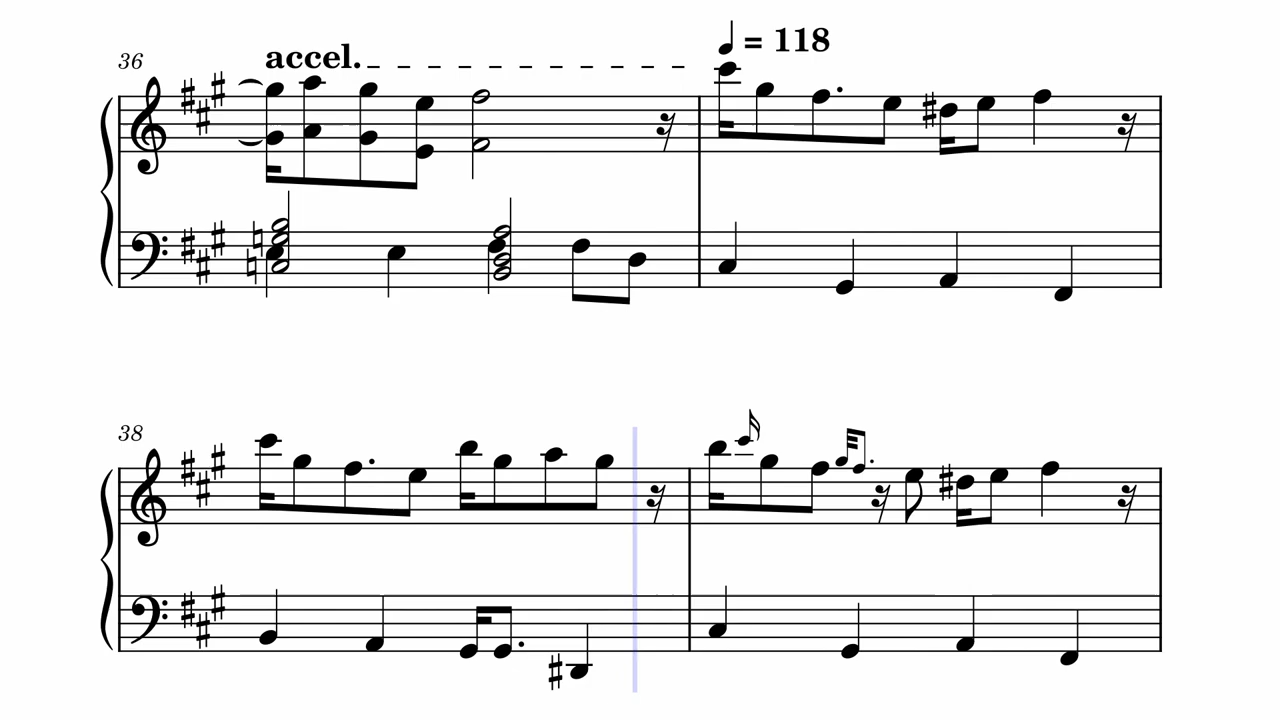 36
accel.
♩ = 118
38